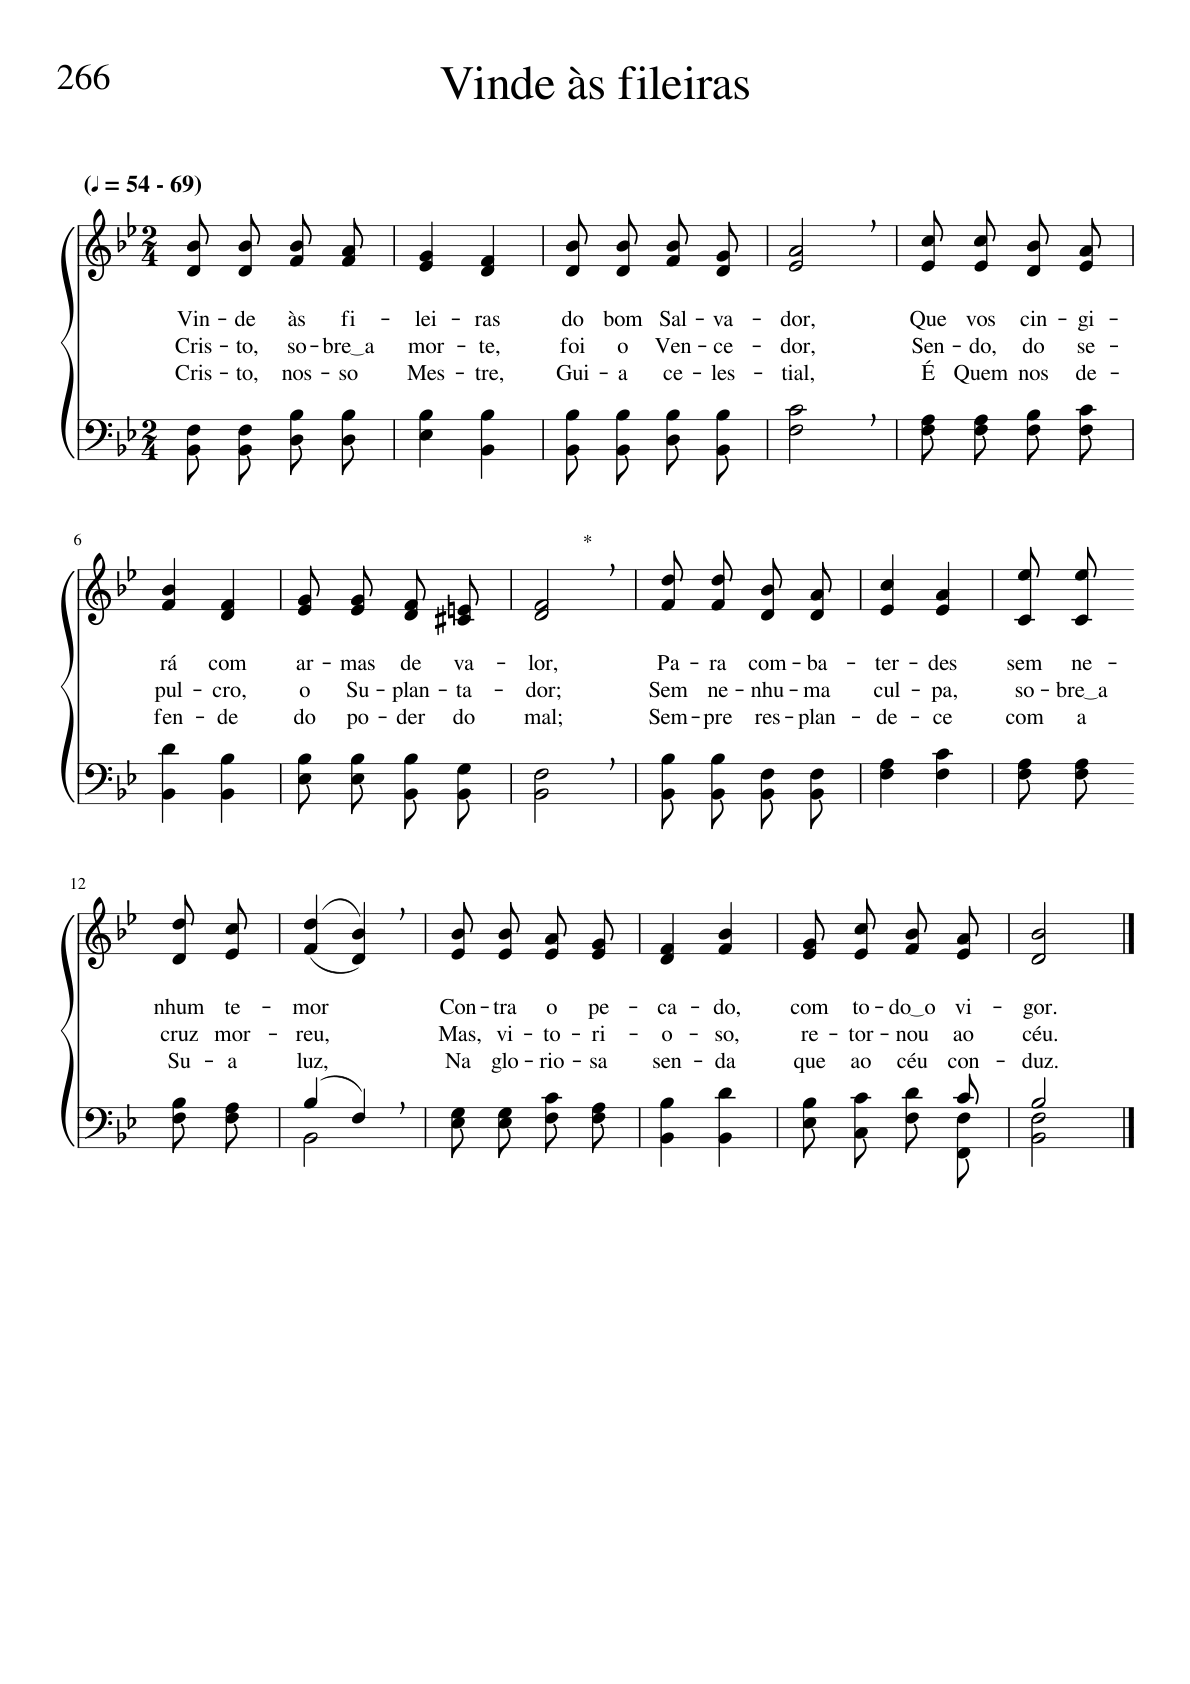 266
Vinde às fileiras
(♩ = 54 - 69)
2/4
Vin – de às fi – lei – ras do bom Sal – va – dor, Que vos cin – gi –
Cris – to, so – bre‿a mor – te, foi o Ven – ce – dor, Sen – do, do se –
Cris – to, nos – so Mes – tre, Gui – a ce – les – tial, É Quem nos de –
2/4
6 *
rá com ar – mas de va – lor, Pa – ra com – ba – ter – des sem ne –
pul – cro, o Su – plan – ta – dor; Sem ne – nhu – ma cul – pa, so – bre‿a
fen – de do po – der do mal; Sem – pre res – plan – de – ce com a
12
nhum te – mor Con – tra o pe – ca – do, com to – do‿o vi – gor.
cruz mor – reu, Mas, vi – to – ri – o – so, re – tor – nou ao céu.
Su – a luz, Na glo – rio – sa sen – da que ao céu con – duz.